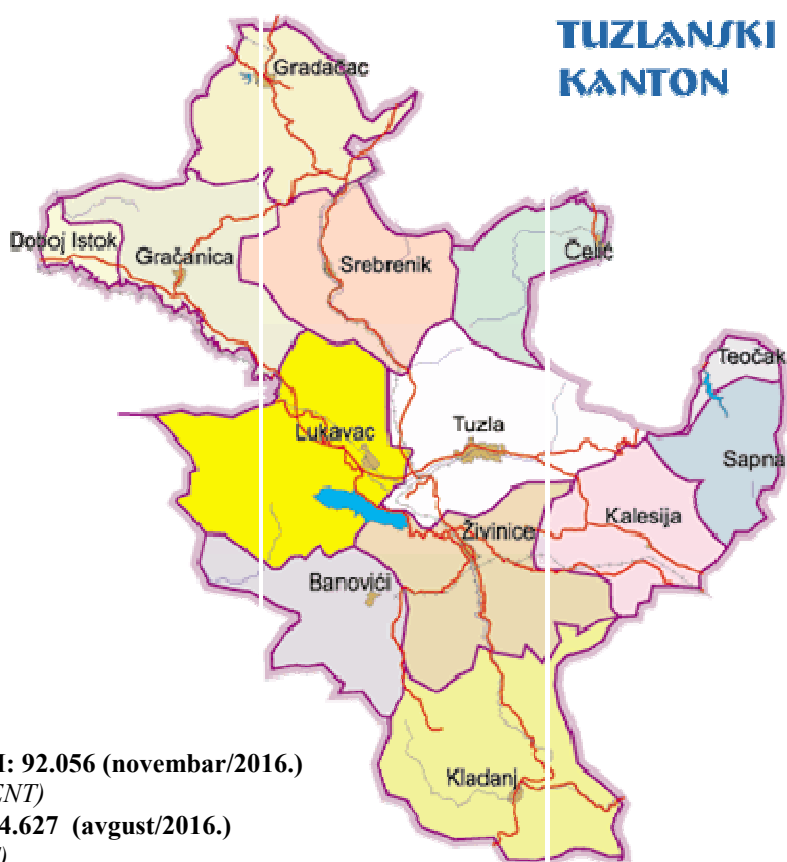 TUZLANSKI
KANTON
Gradačac
Doboj Istok
Gračanica
Srebrenik
Čelić
Teočak
Lukavac
Tuzla
Sapna
Kalesija
Živinice
Banovići
Kladanj
I: 92.056 (novembar/2016.)
ENT)
4.627 (avgust/2016.)